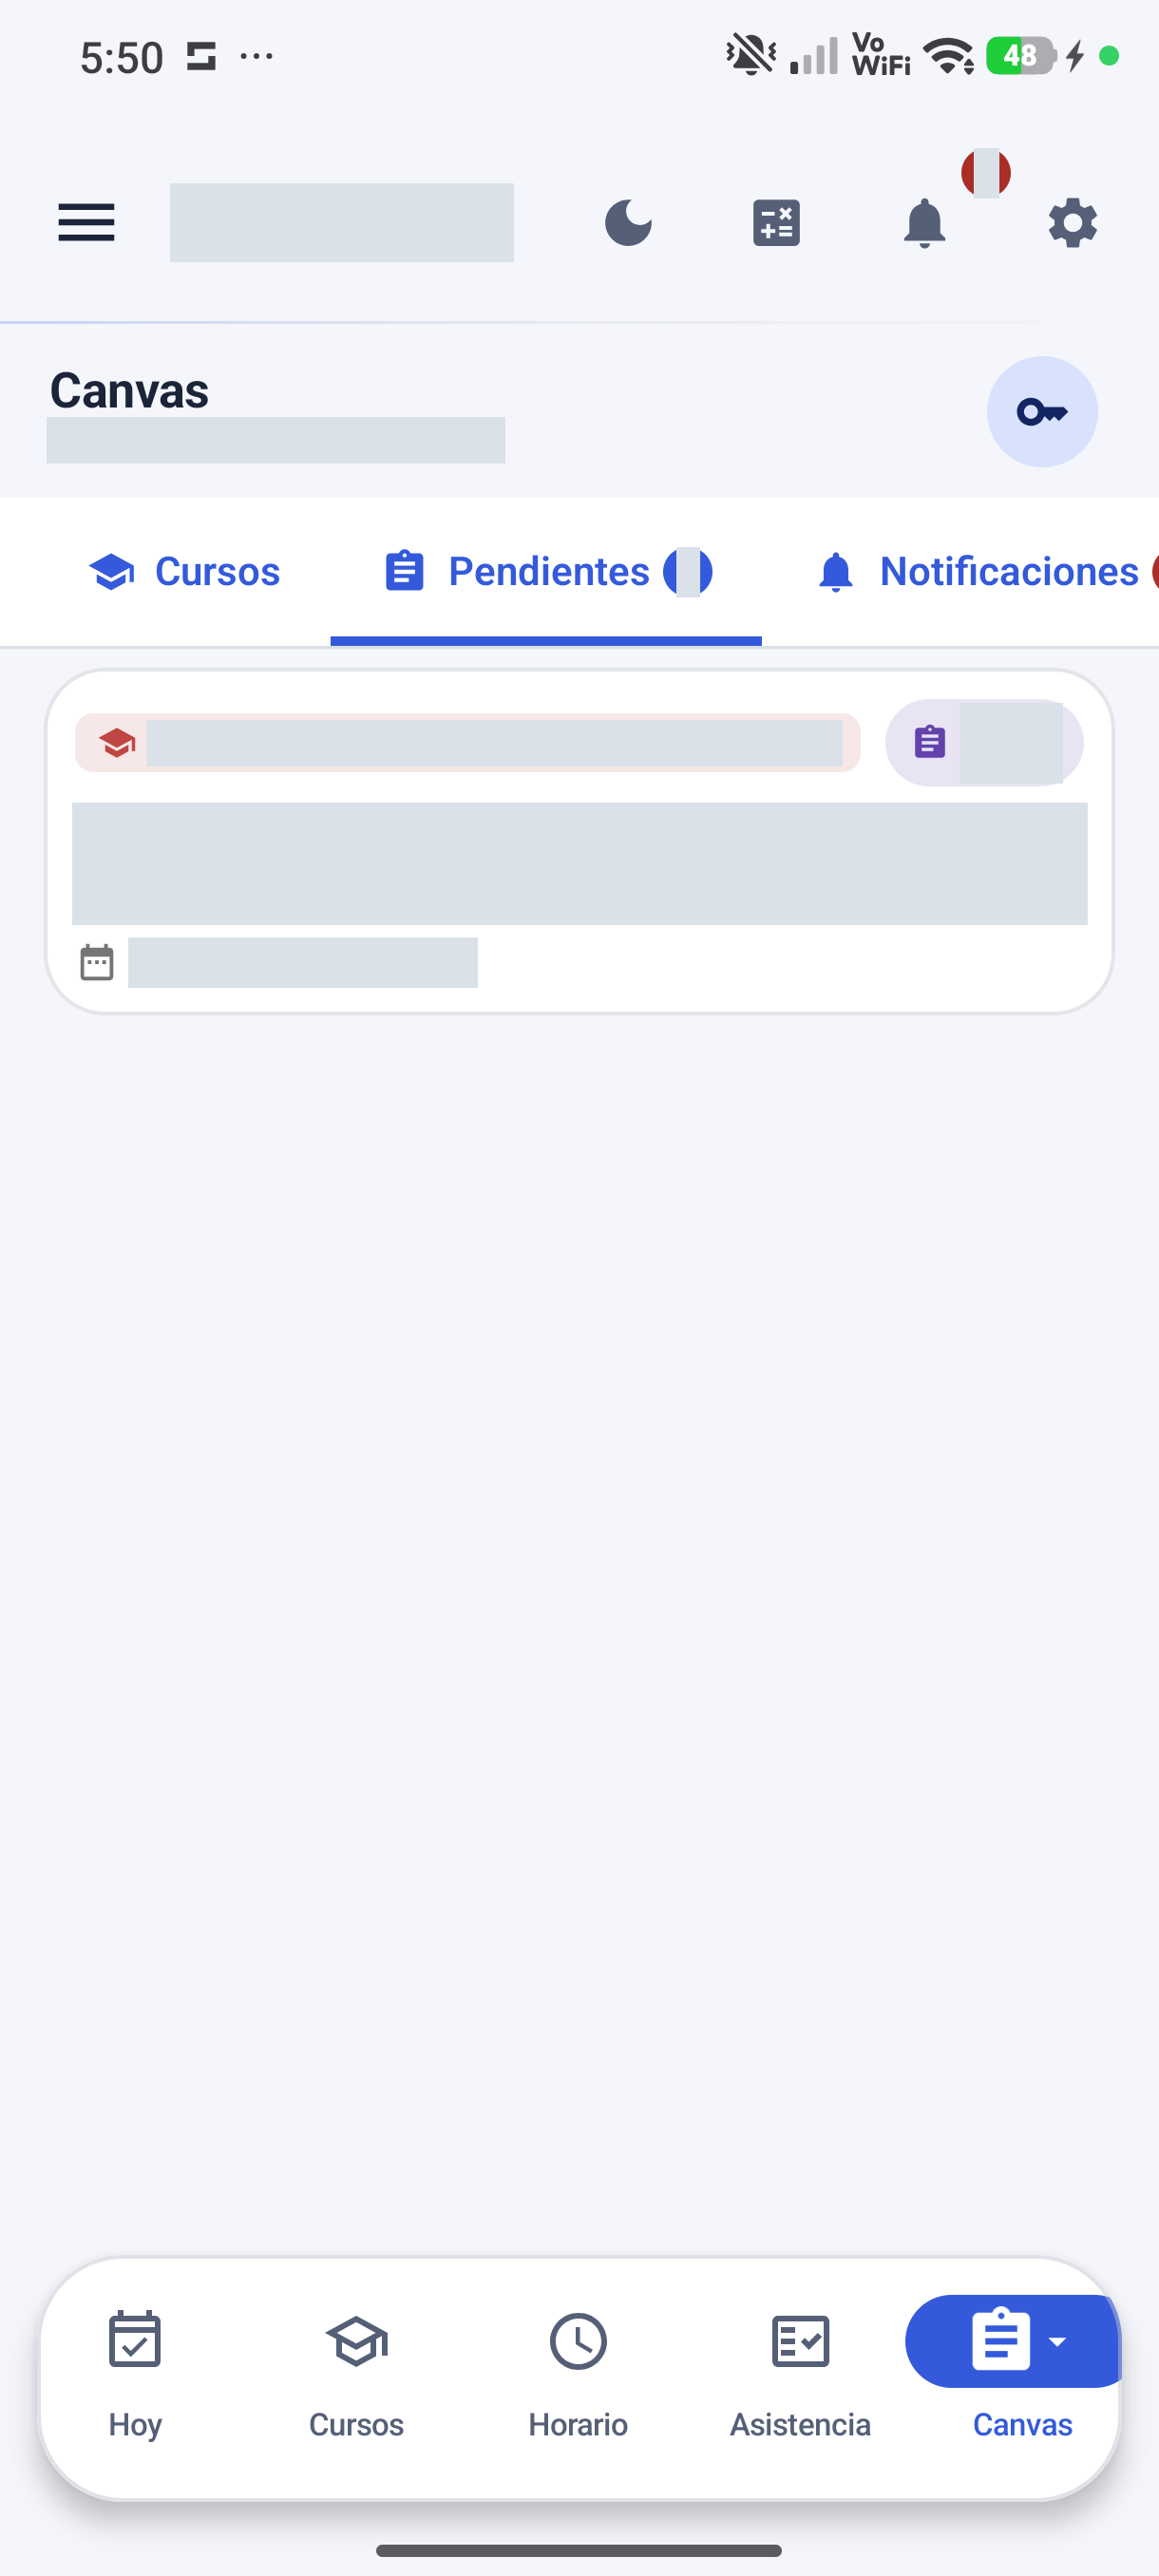 5:50
Vo
WiFi
48
Canvas
Cursos
Pendientes
Notificaciones
Hoy
Cursos
Horario
Asistencia
Canvas